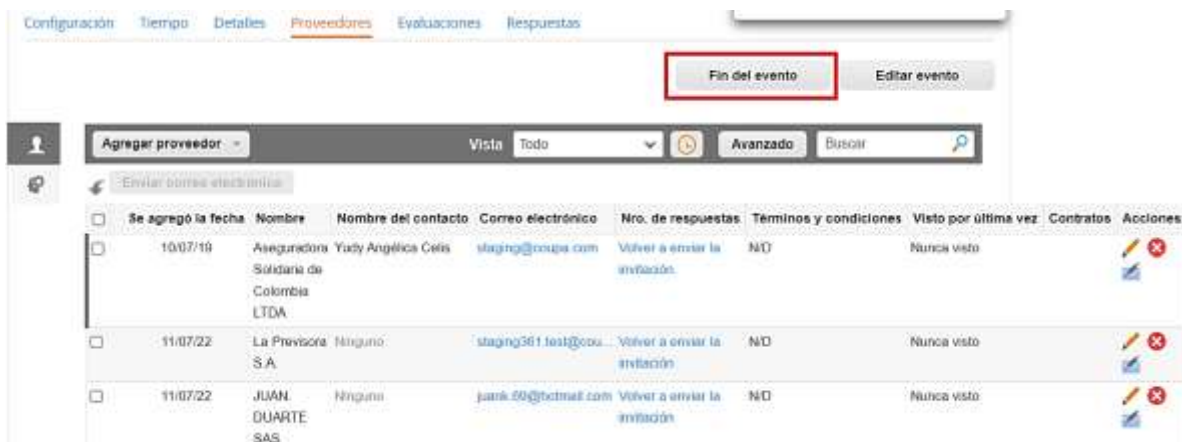 Configuración Tiempo Detalles Proveedores Evaluaciones Respuestas
Fin del evento Editar evento
Agregar proveedor Vista Todo Avanzado Buscar
Enviar correo electrónico
Se agregó la fecha Nombre Nombre del contacto Correo electrónico Nro. de respuestas Términos y condiciones Visto por última vez Contratos Acciones
10/07/19 Aseguradora Yudy Angélica Celis staging@coupa.com Volver a enviar la N/D Nunca visto
Solidaria de invitación.
Colombia
LTDA
11/07/22 La Previsora Ninguno staging361.test@cou... Volver a enviar la N/D Nunca visto
S.A. invitación.
11/07/22 JUAN. Ninguno Volver a enviar la N/D Nunca visto
DUARTE invitación.
SAS